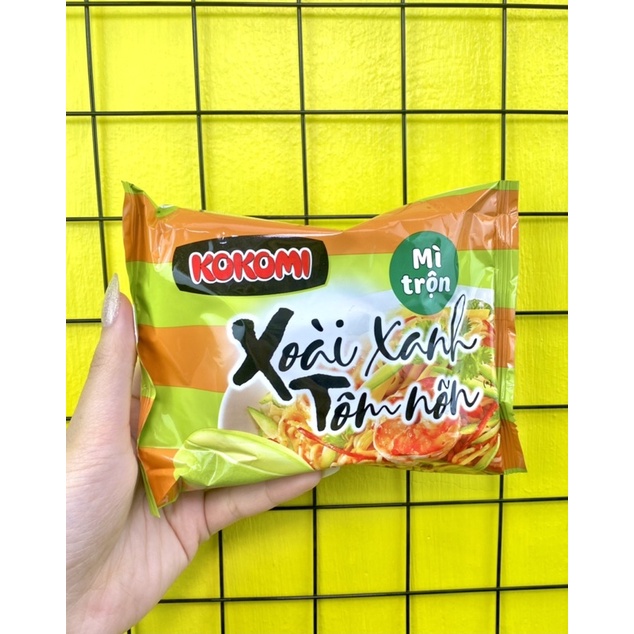 KOKOMI
Mì
trộn
Xoài xanh
Tôm nõn